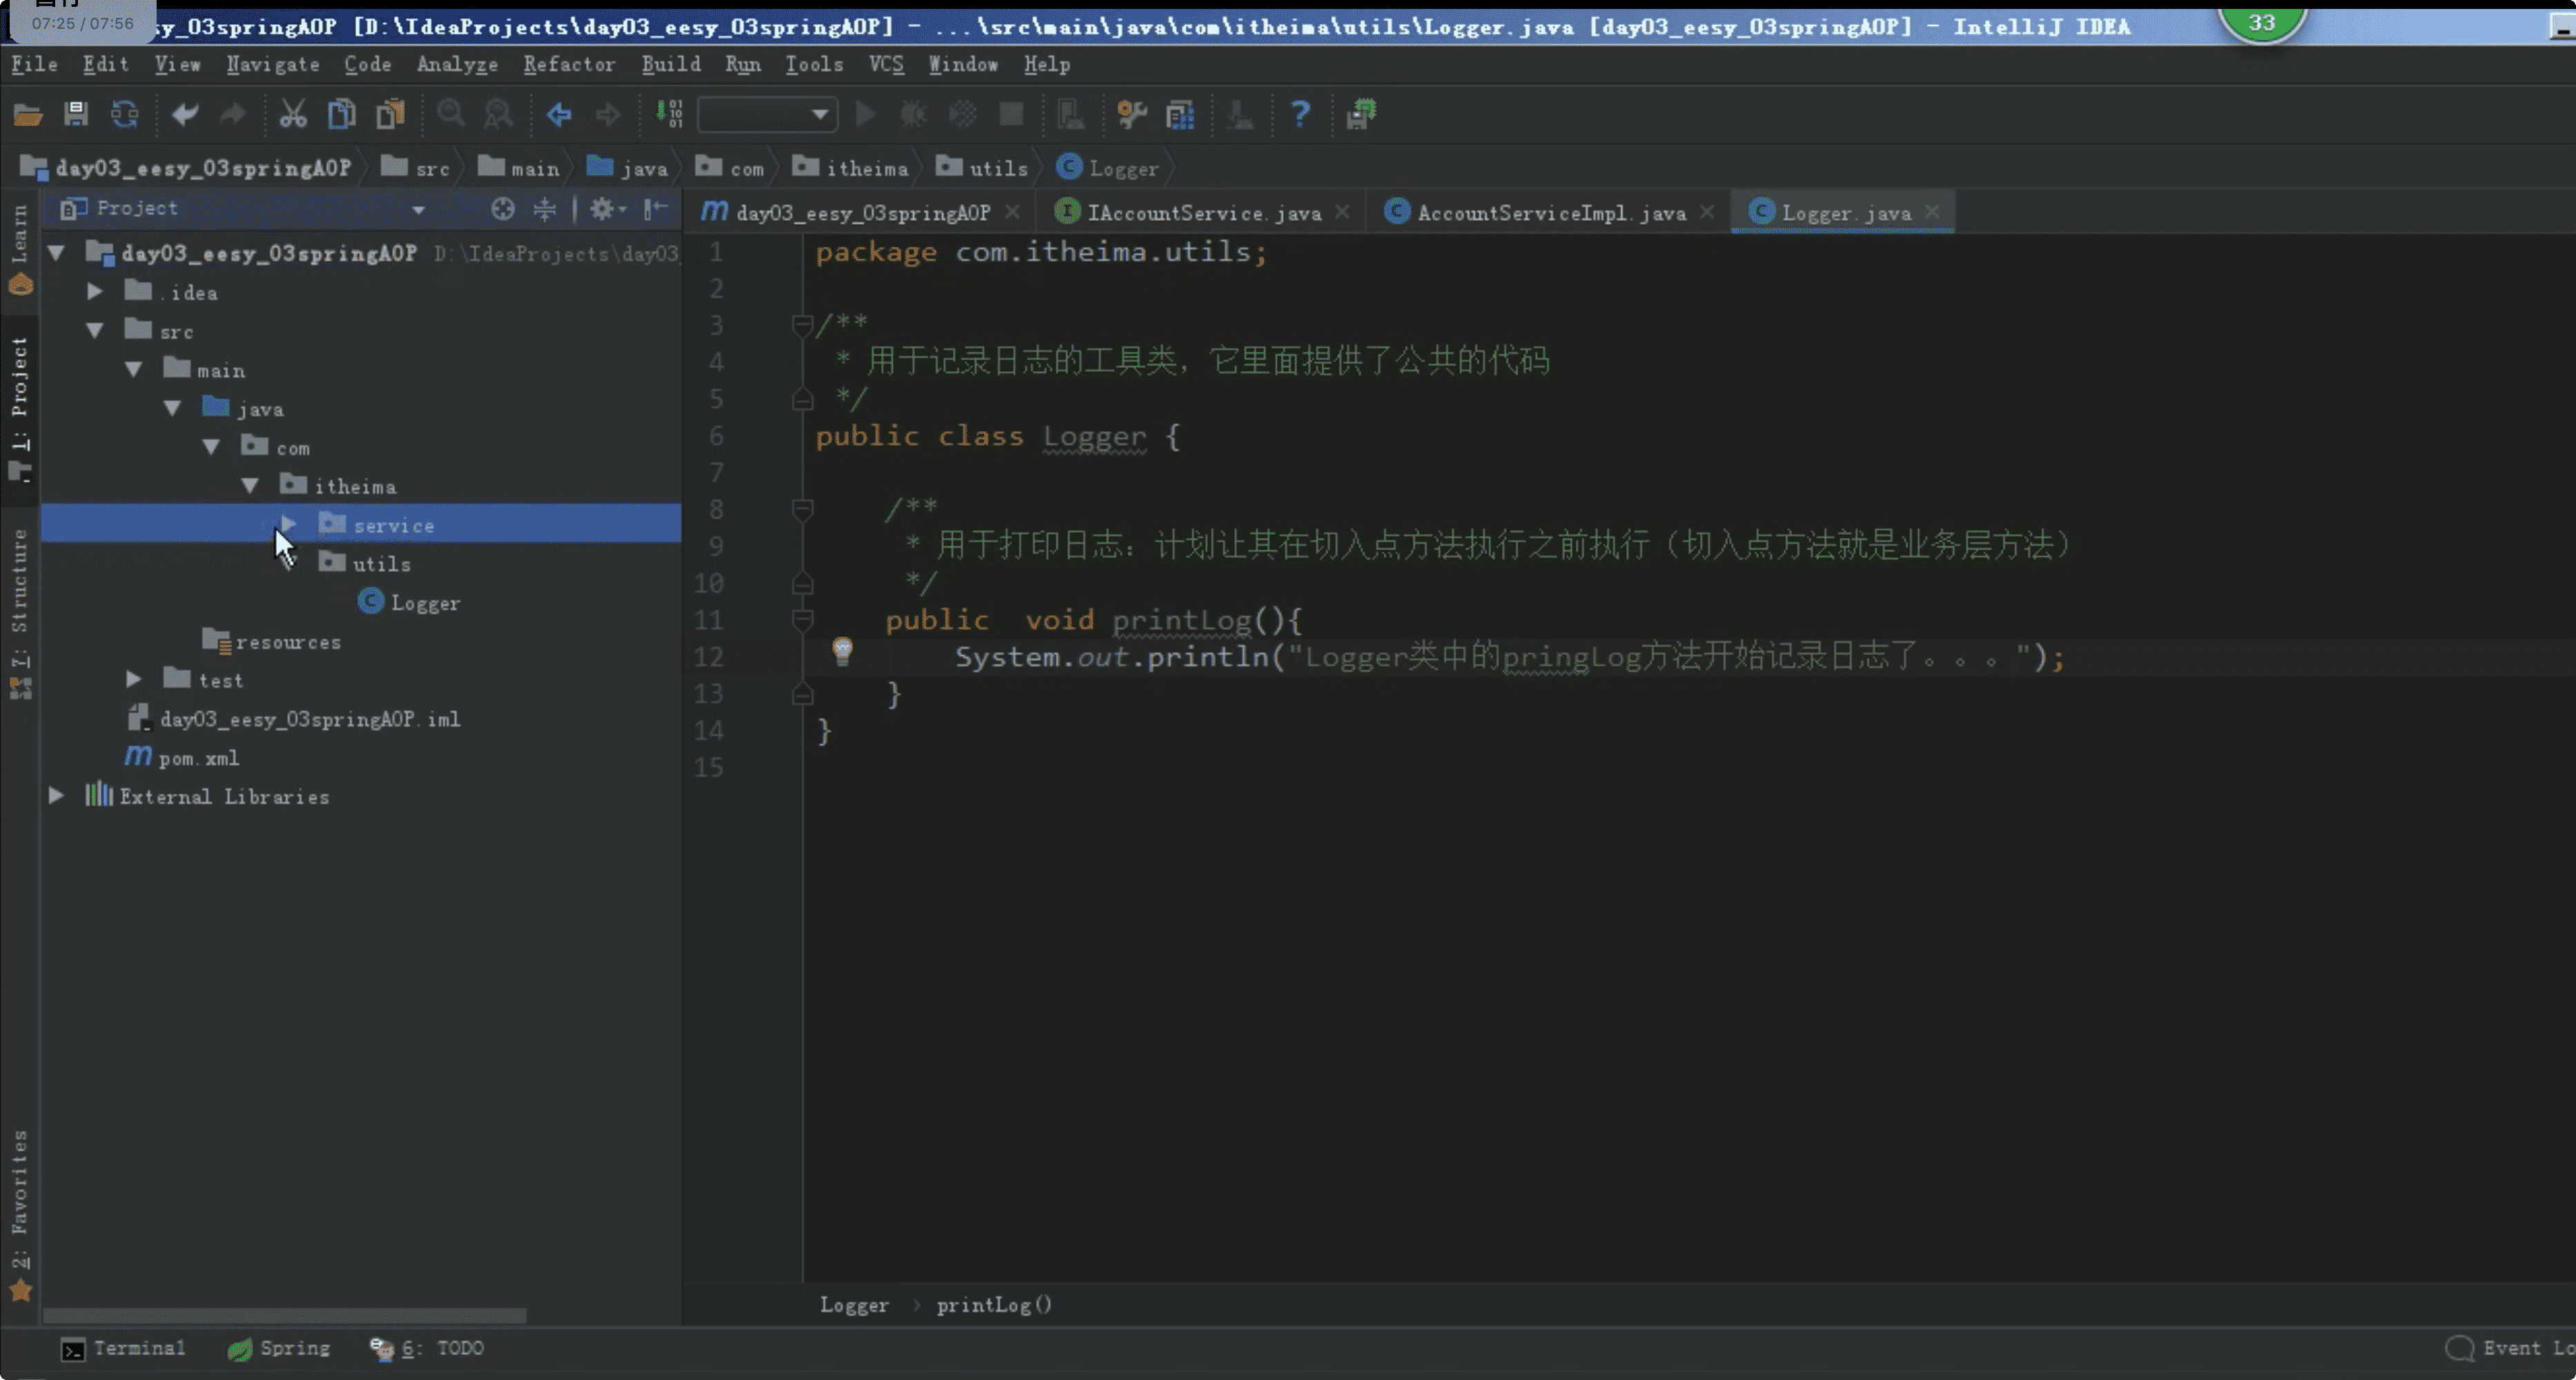 07:25 / 07:56
sy_03springAOP [D:\IdeaProjects\day03_eesy_03springAOP] - ...\src\main\java\com\itheima\utils\Logger.java [day03_eesy_03springAOP] - IntelliJ IDEA
33
File Edit View Navigate Code Analyze Refactor Build Run Tools VCS Window Help
day03_eesy_03springAOP src main java com itheima utils Logger
Learn
1: Project
7: Structure
2: Favorites
Project
day03_eesy_03springAOP D:\IdeaProjects\day03_
.idea
src
main
java
com
itheima
service
utils
Logger
resources
test
day03_eesy_03springAOP.iml
pom.xml
External Libraries
day03_eesy_03springAOP IAccountService.java AccountServiceImpl.java Logger.java
1 package com.itheima.utils;
2
3 /**
4 * 用于记录日志的工具类，它里面提供了公共的代码
5 */
6 public class Logger {
7
8 /**
9 * 用于打印日志：计划让其在切入点方法执行之前执行（切入点方法就是业务层方法）
10 */
11 public  void printLog(){
12 System.out.println("Logger类中的pringLog方法开始记录日志了。。。");
13 }
14 }
15
Logger › printLog()
Terminal Spring 6: TODO Event Lo